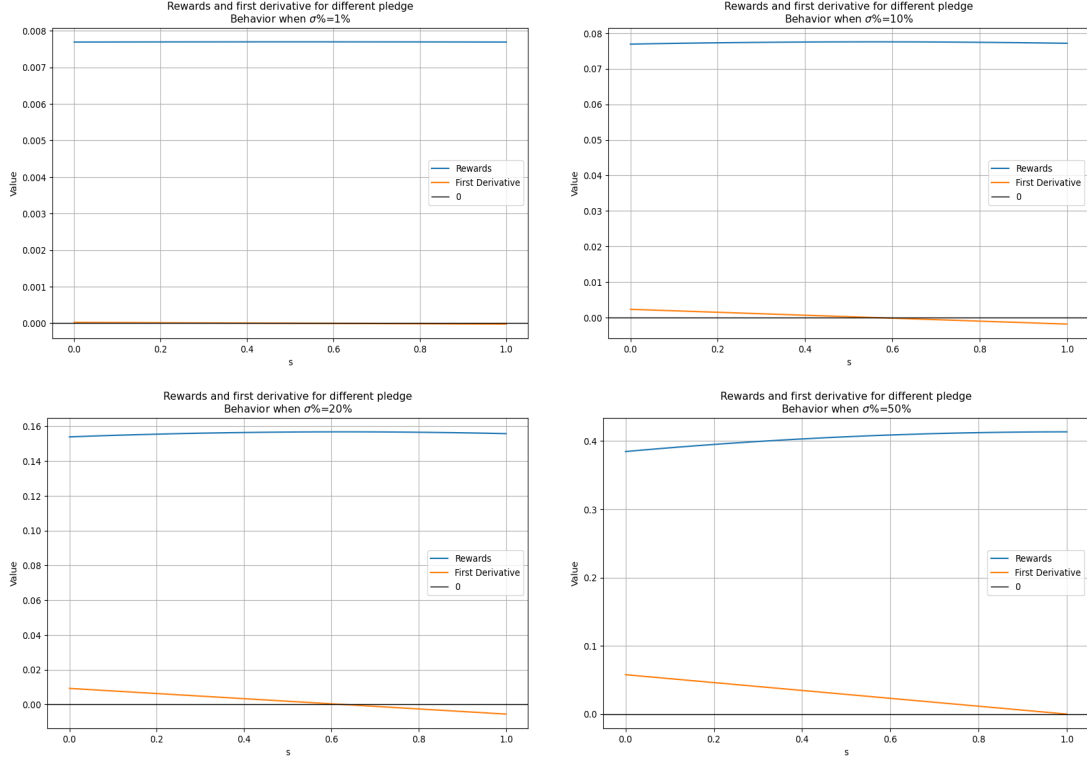 Rewards and first derivative for different pledge
Behavior when σ%=1%
0.008
0.007
0.006
0.005
0.004
0.003
0.002
0.001
0.000
Value
Rewards
First Derivative
0
0.0 0.2 0.4 0.6 0.8 1.0
s
Rewards and first derivative for different pledge
Behavior when σ%=10%
0.08
0.07
0.06
0.05
0.04
0.03
0.02
0.01
0.00
Value
Rewards
First Derivative
0
0.0 0.2 0.4 0.6 0.8 1.0
s
Rewards and first derivative for different pledge
Behavior when σ%=20%
0.16
0.14
0.12
0.10
0.08
0.06
0.04
0.02
0.00
Value
Rewards
First Derivative
0
0.0 0.2 0.4 0.6 0.8 1.0
s
Rewards and first derivative for different pledge
Behavior when σ%=50%
0.4
0.3
0.2
0.1
0.0
Value
Rewards
First Derivative
0
0.0 0.2 0.4 0.6 0.8 1.0
s